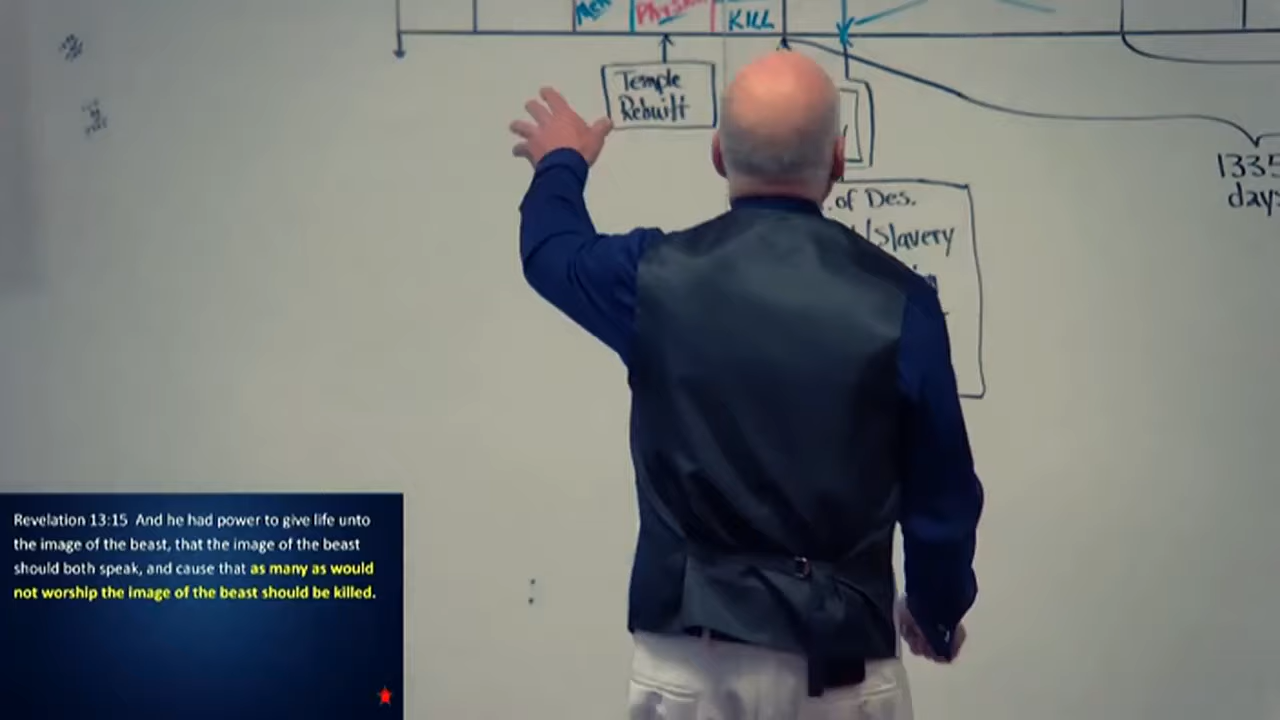 Men
Physical
KILL
Temple
Rebuilt
1335
days
. of Des.
/Slavery
Revelation 13:15 And he had power to give life unto
the image of the beast, that the image of the beast
should both speak, and cause that as many as would
not worship the image of the beast should be killed.